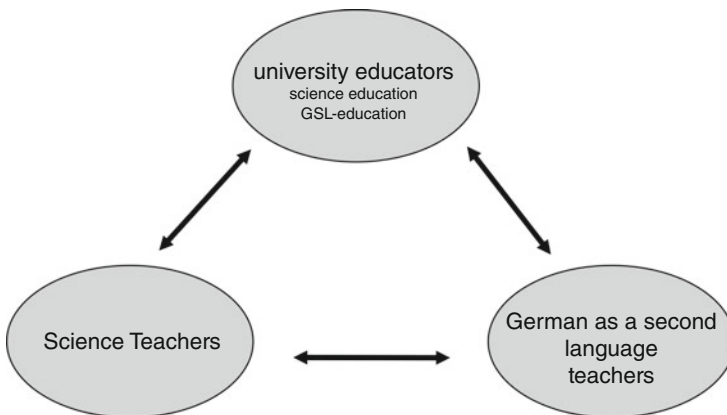 university educators
science education
GSL-education
Science Teachers
German as a second
language
teachers